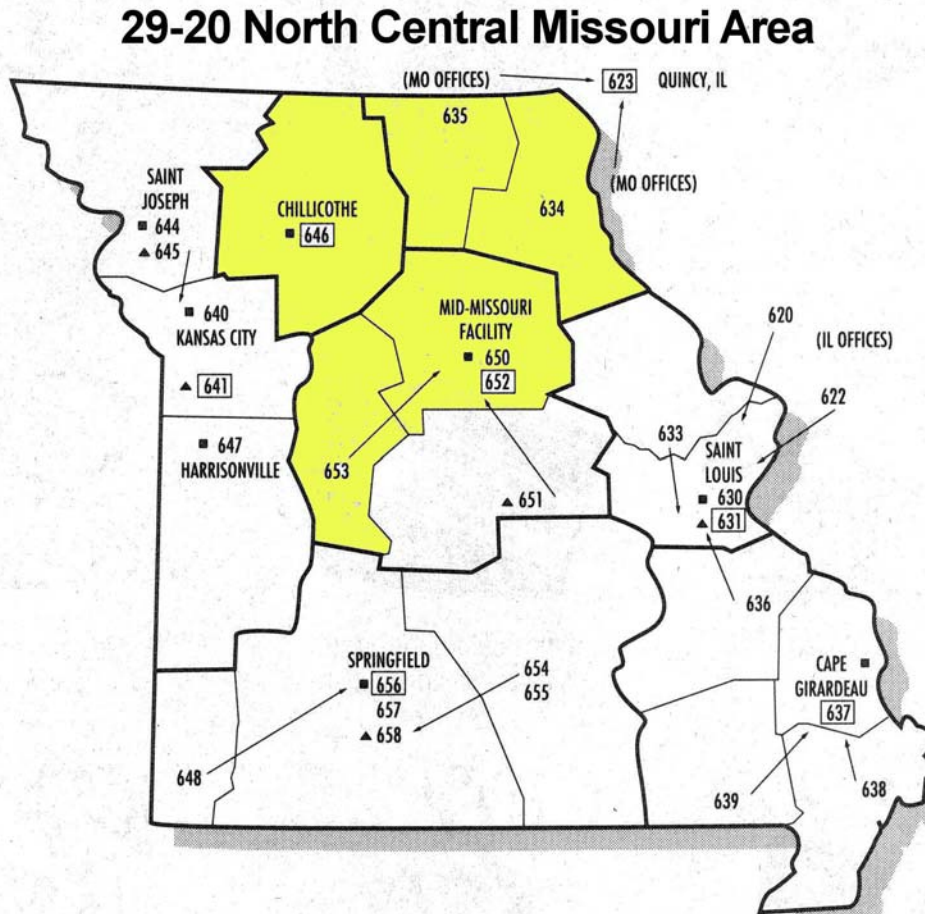 29-20 North Central Missouri Area
(MO OFFICES)
623 QUINCY, IL
635
SAINT
JOSEPH
644
645
CHILLICOTHE
646
634
(MO OFFICES)
640
KANSAS CITY
641
MID-MISSOURI
FACILITY
650
652
620
(IL OFFICES)
622
647
HARRISONVILLE
653
633
SAINT
LOUIS
630
631
651
636
SPRINGFIELD
656
657
658
654
655
CAPE
GIRARDEAU
637
648
639
638